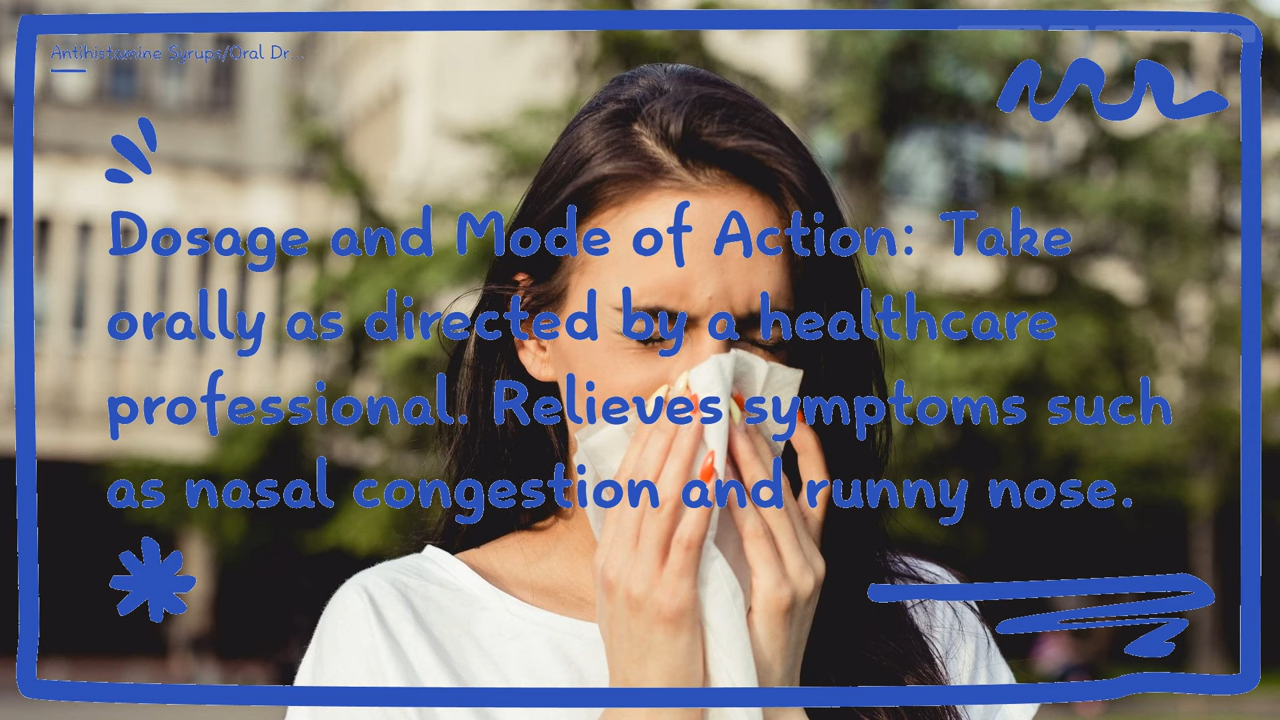 Antihistamine Syrups/Oral Dr...
Dosage and Mode of Action: Take
orally as directed by a healthcare
professional. Relieves symptoms such
as nasal congestion and runny nose.